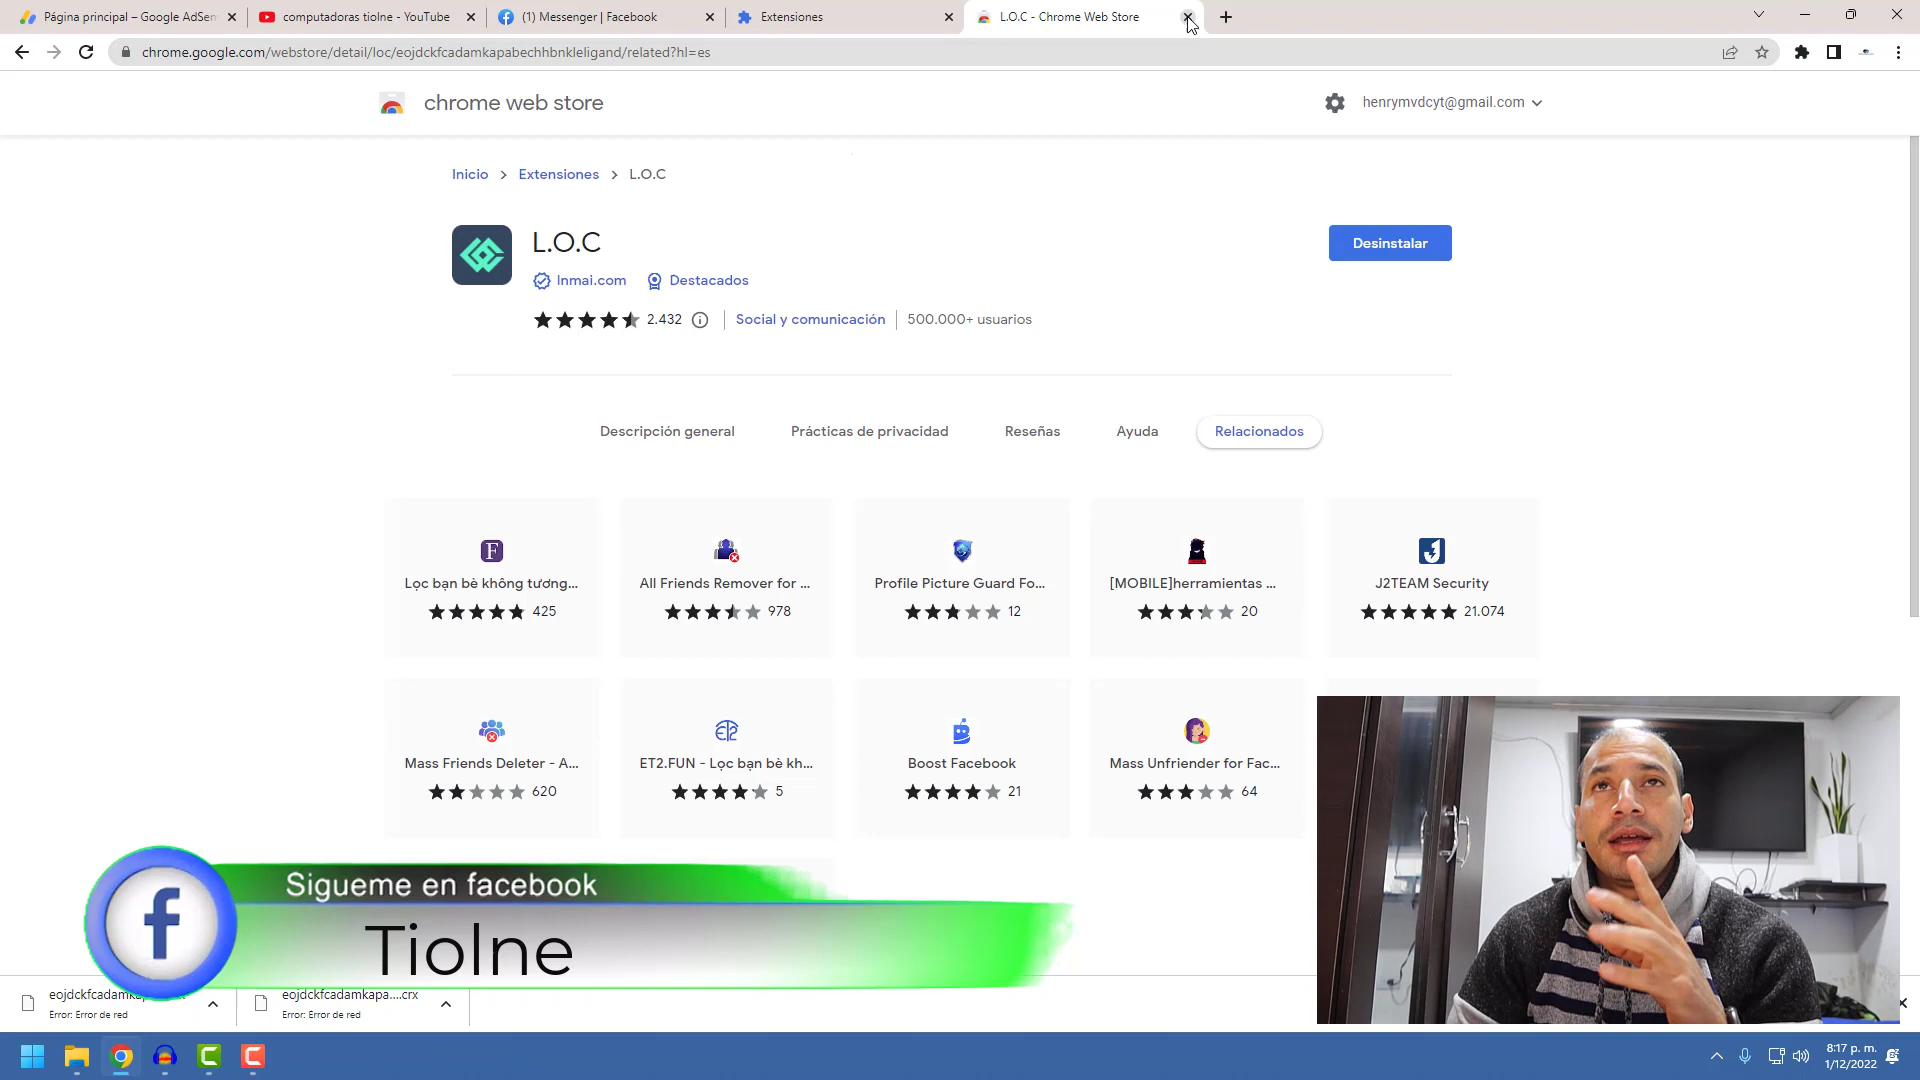 Página principal – Google AdSen
computadoras tiolne - YouTube
(1) Messenger | Facebook
Extensiones
L.O.C - Chrome Web Store
chrome.google.com/webstore/detail/loc/eojdckfcadamkapabechhbnkleligand/related?hl=es
chrome web store
henrymvdcyt@gmail.com
Inicio > Extensiones > L.O.C
L.O.C
Desinstalar
Inmai.com Destacados
2.432 Social y comunicación 500.000+ usuarios
Descripción general Prácticas de privacidad Reseñas Ayuda Relacionados
F
Lọc bạn bè không tương...
425
All Friends Remover for ...
978
Profile Picture Guard Fo...
12
[MOBILE]herramientas ...
20
J2TEAM Security
21.074
Mass Friends Deleter - A...
620
ET2.FUN - Lọc bạn bè kh...
5
Boost Facebook
21
Mass Unfriender for Fac...
64
Sigueme en facebook
Tiolne
Error: Error de red
eojdckfcadamkapa....crx
Error: Error de red
8:17 p. m.
1/12/2022